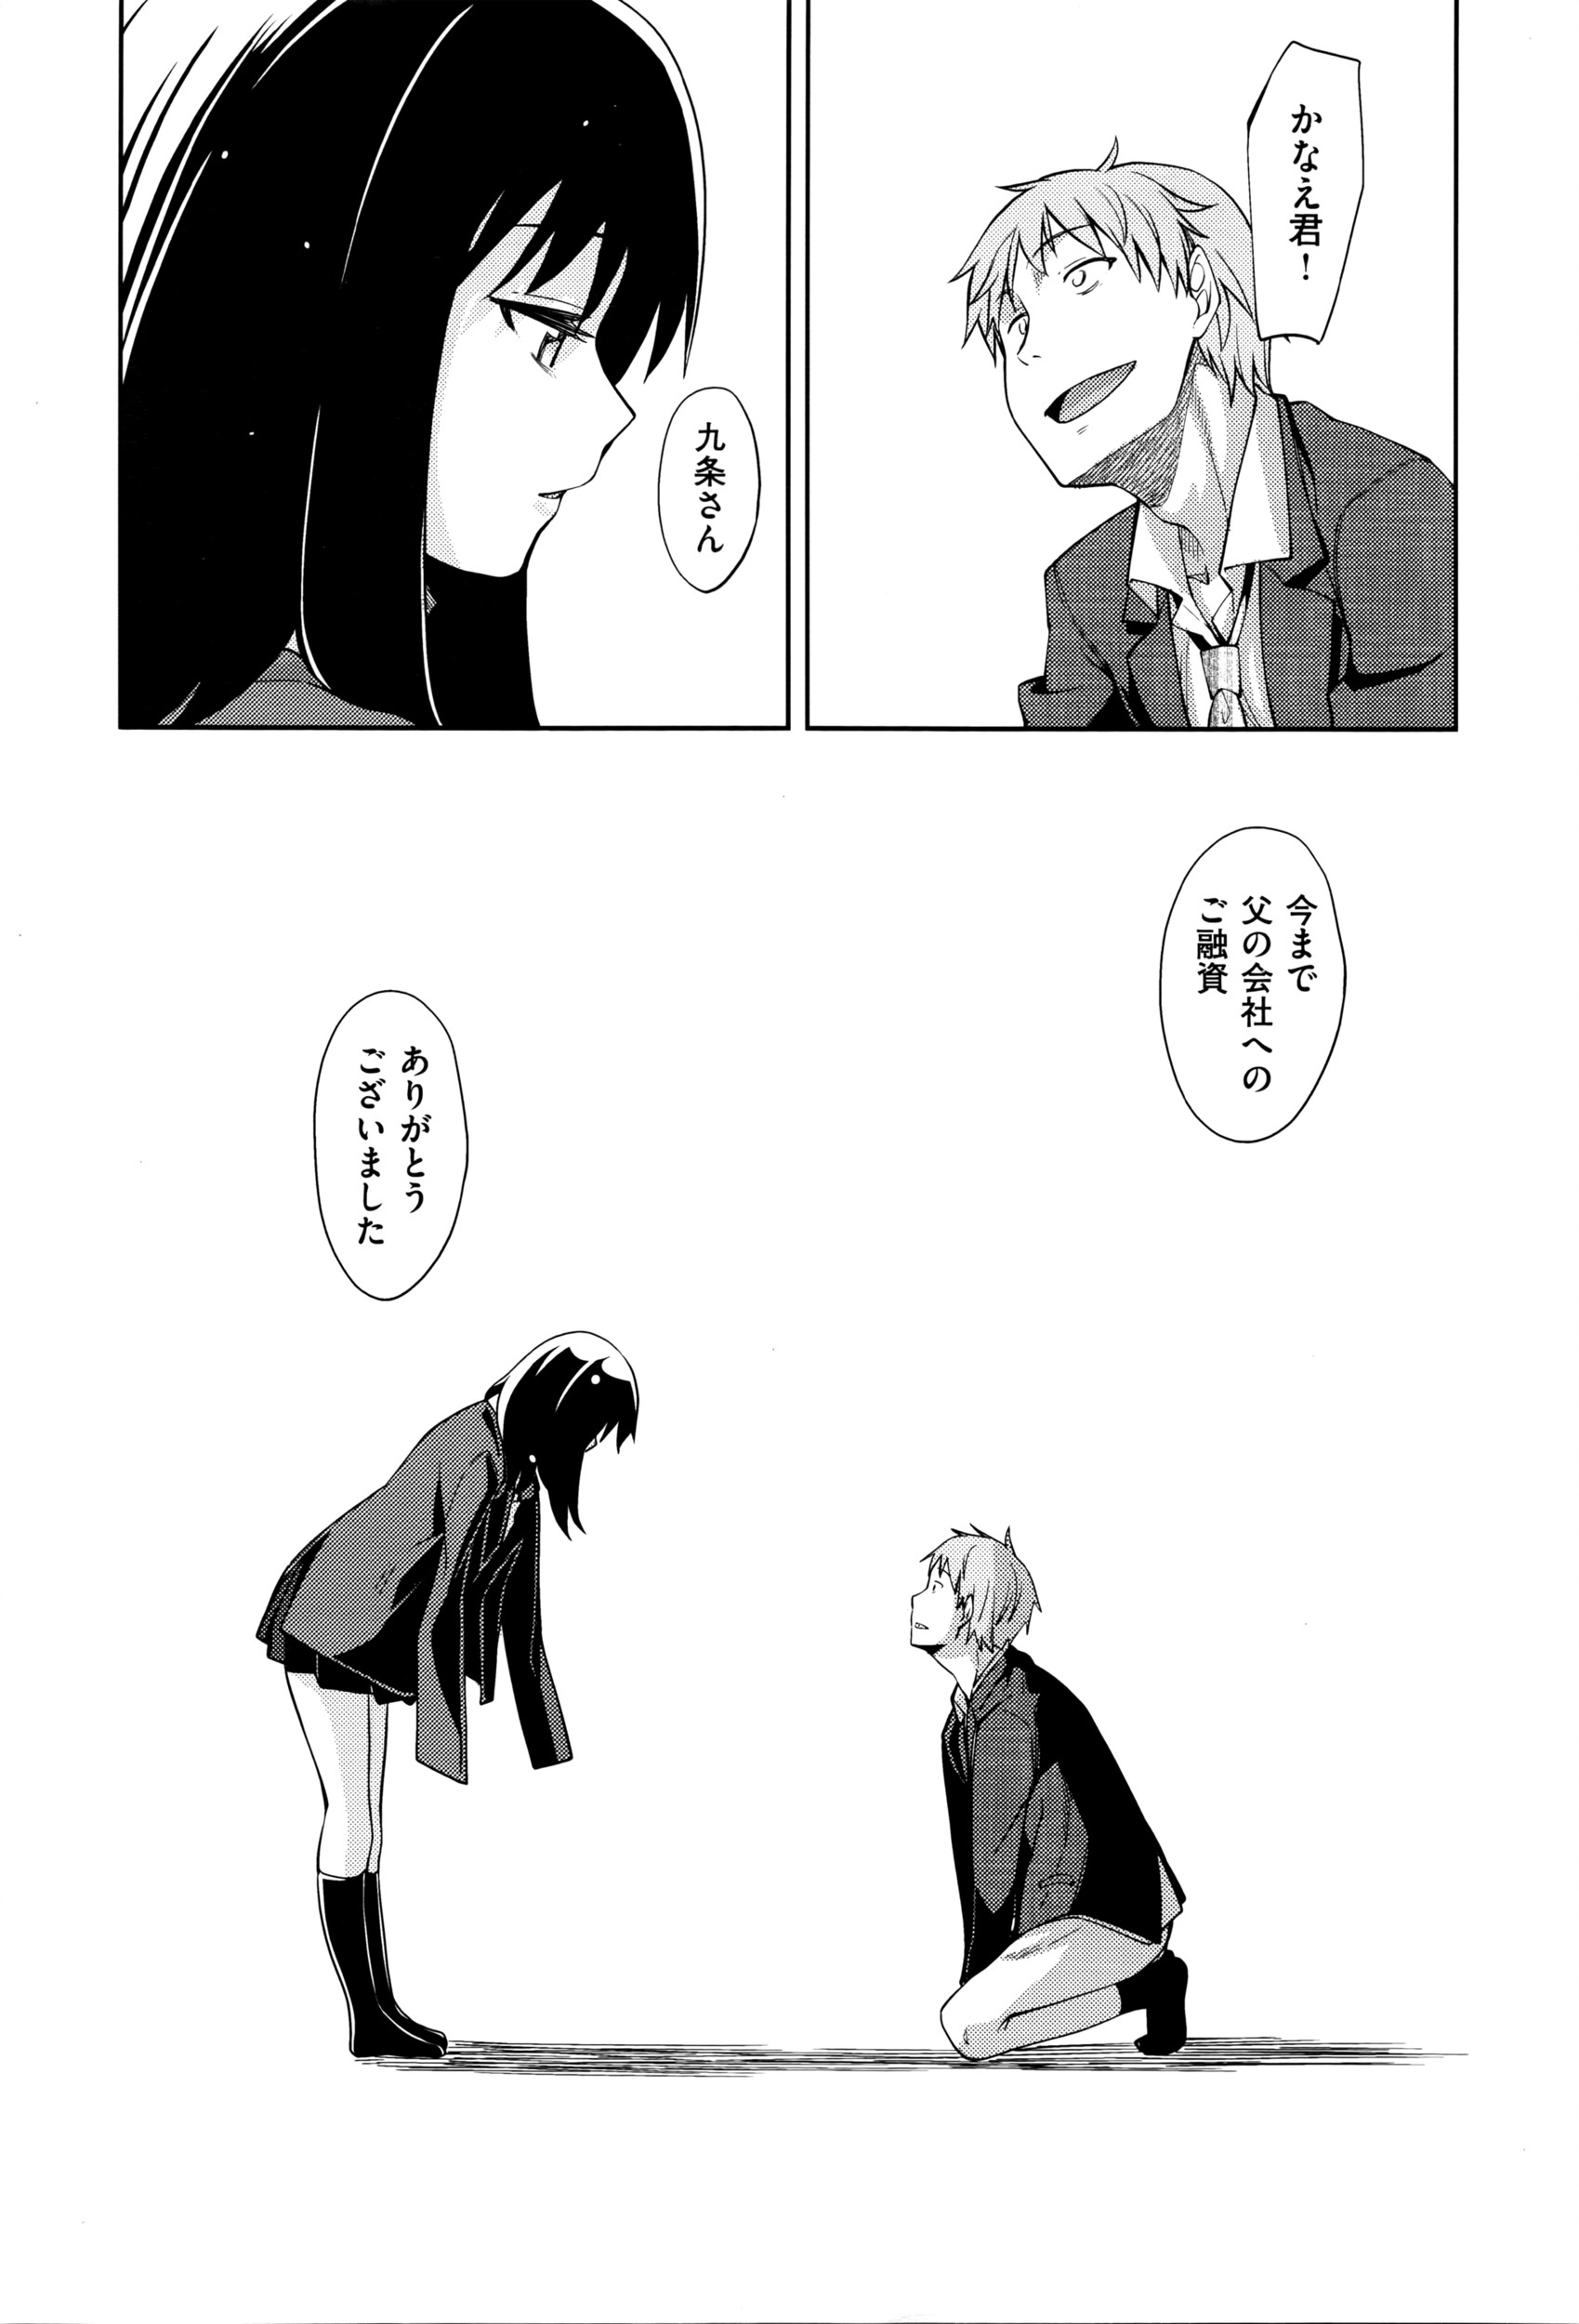 かなえ君！
九条さん
今まで
父の会社への
ご融資
ありがとう
ございました